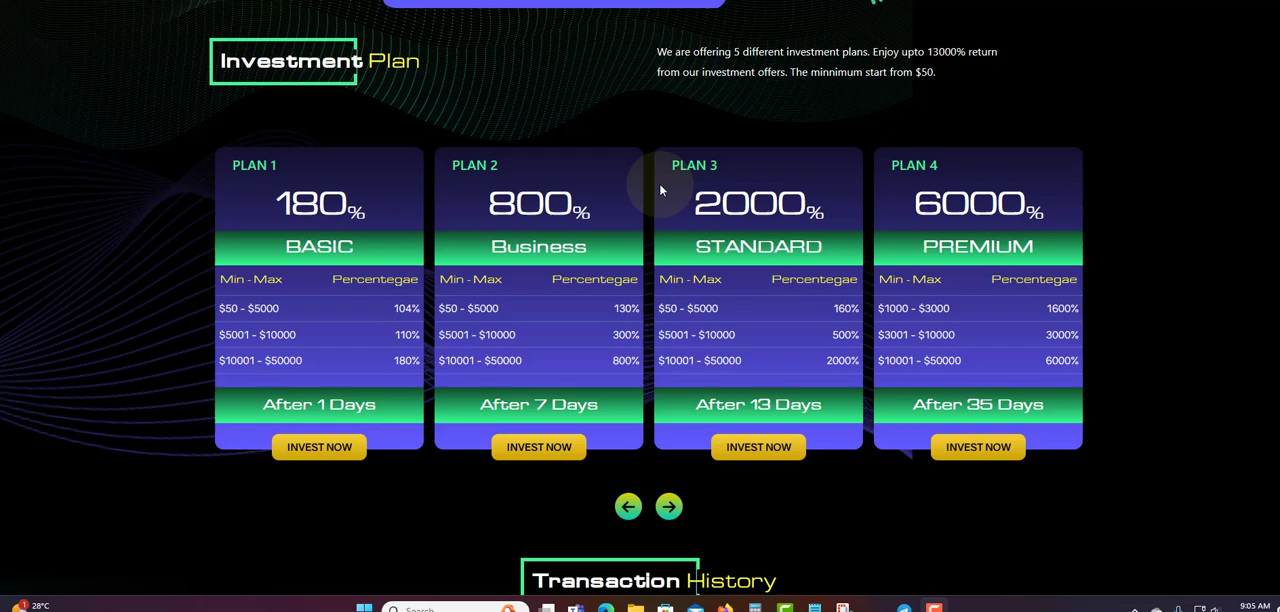 Investment Plan
We are offering 5 different investment plans. Enjoy upto 13000% return
from our investment offers. The minnimum start from $50.
PLAN 1
180%
BASIC
Min - Max Percentegae
$50 - $5000 104%
$5001 - $10000 110%
$10001 - $50000 180%
After 1 Days
INVEST NOW
PLAN 2
800%
Business
Min - Max Percentegae
$50 - $5000 130%
$5001 - $10000 300%
$10001 - $50000 800%
After 7 Days
INVEST NOW
PLAN 3
2000%
STANDARD
Min - Max Percentegae
$50 - $5000 160%
$5001 - $10000 500%
$10001 - $50000 2000%
After 13 Days
INVEST NOW
PLAN 4
6000%
PREMIUM
Min - Max Percentegae
$1000 - $3000 1600%
$3001 - $10000 3000%
$10001 - $50000 6000%
After 35 Days
INVEST NOW
Transaction History
1
28°C
Search
9:05 AM